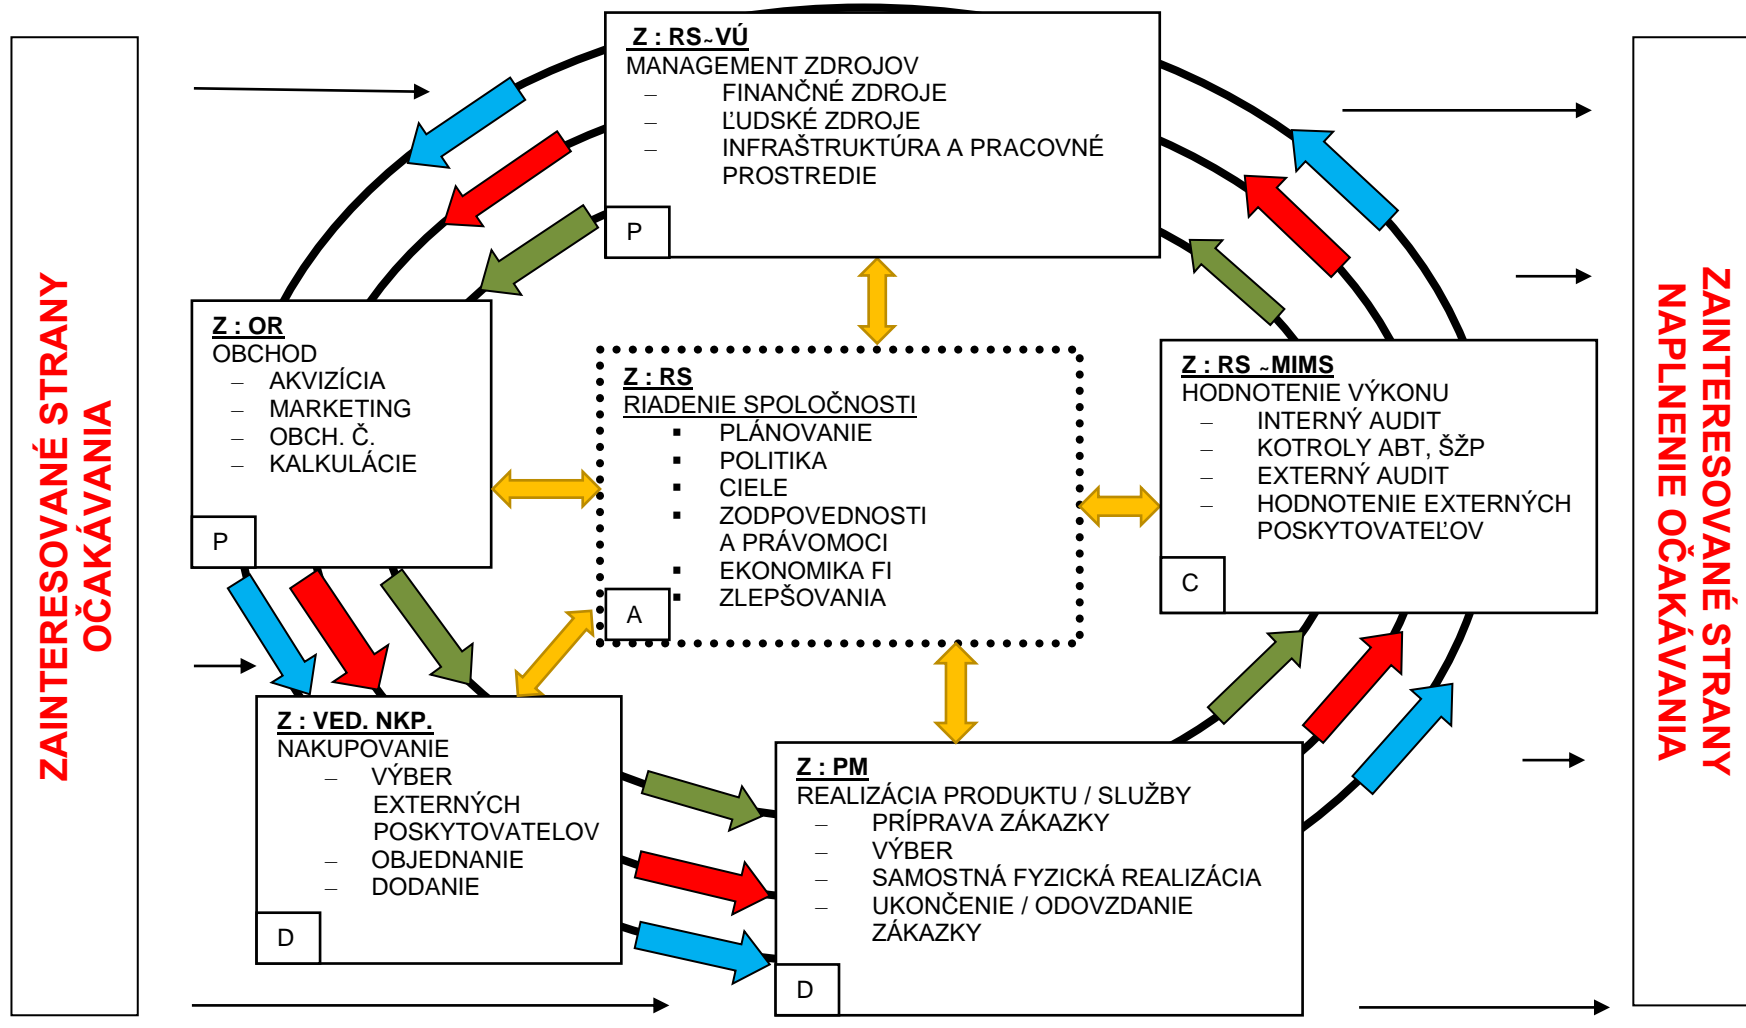 ZAINTERESOVANÉ STRANY
OČAKÁVANIA
Z : RS~VÚ
MANAGEMENT ZDROJOV
– FINANČNÉ ZDROJE
– ĽUDSKÉ ZDROJE
– INFRAŠTRUKTÚRA A PRACOVNÉ
PROSTREDIE
P
Z : OR
OBCHOD
– AKVIZÍCIA
– MARKETING
– OBCH. Č.
– KALKULÁCIE
P
Z : RS
RIADENIE SPOLOČNOSTI
▪ PLÁNOVANIE
▪ POLITIKA
▪ CIELE
▪ ZODPOVEDNOSTI
A PRÁVOMOCI
▪ EKONOMIKA FI
▪ ZLEPŠOVANIA
A
Z : RS ~MIMS
HODNOTENIE VÝKONU
– INTERNÝ AUDIT
– KOTROLY ABT, ŠŽP
– EXTERNÝ AUDIT
– HODNOTENIE EXTERNÝCH
POSKYTOVATEĽOV
C
Z : VED. NKP.
NAKUPOVANIE
– VÝBER
EXTERNÝCH
POSKYTOVATELOV
– OBJEDNANIE
– DODANIE
D
Z : PM
REALIZÁCIA PRODUKTU / SLUŽBY
– PRÍPRAVA ZÁKAZKY
– VÝBER
– SAMOSTNÁ FYZICKÁ REALIZÁCIA
– UKONČENIE / ODOVZDANIE
ZÁKAZKY
D
ZAINTERESOVANÉ STRANY
NAPLNENIE OČAKÁVANIA